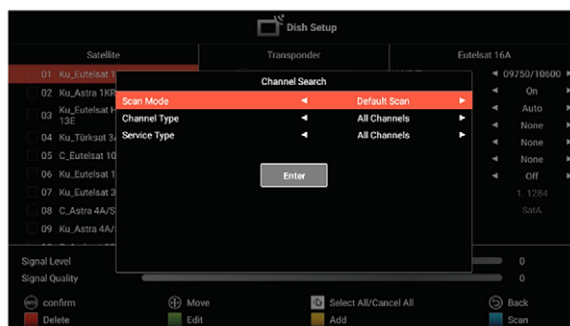 Dish Setup
Satellite Transponder Eutelsat 16A
01 Ku_Eutelsat 1 09750/10600
Channel Search
02 Ku_Astra 1KR On
Scan Mode Default Scan
03 Ku_Eutelsat
13E
Auto
Channel Type All Channels
None
04 Ku_Türksat 3
Service Type All Channels
None
05 C_Eutelsat 10 None
06 Ku_Eutelsat 1 Enter Off
07 Ku_Eutelsat 3 1. 1284
08 C_Astra 4A/S SatA
09 Ku_Astra 4A/
Signal Level 0
Signal Quality 0
confirm Move Select All/Cancel All Back
Delete Edit Add Scan